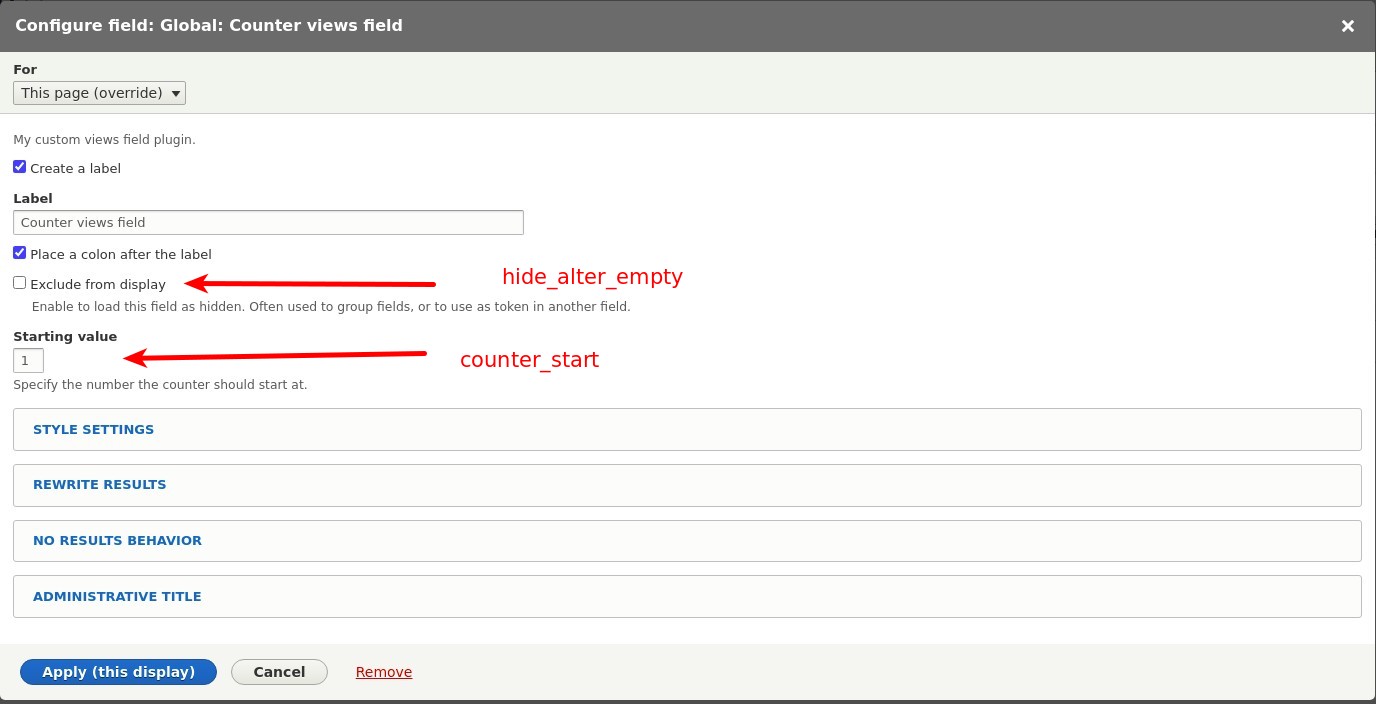 Configure field: Global: Counter views field
For
This page (override)
My custom views field plugin.
Create a label
Label
Counter views field
Place a colon after the label
Exclude from display
hide_alter_empty
Enable to load this field as hidden. Often used to group fields, or to use as token in another field.
Starting value
1
counter_start
Specify the number the counter should start at.
STYLE SETTINGS
REWRITE RESULTS
NO RESULTS BEHAVIOR
ADMINISTRATIVE TITLE
Apply (this display) Cancel Remove